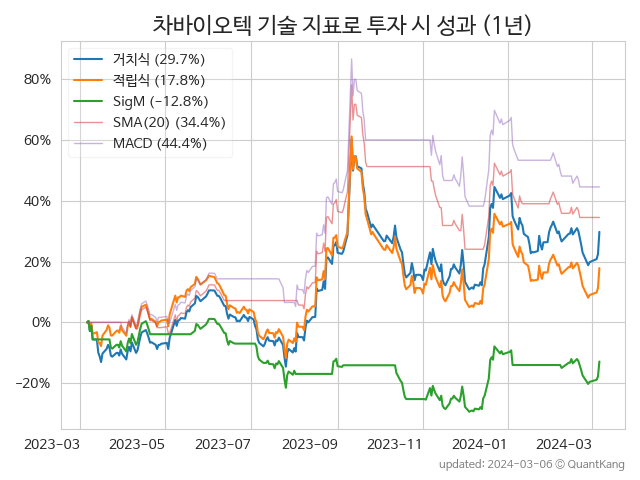 차바이오텍 기술 지표로 투자 시 성과 (1년)
거치식 (29.7%)
적립식 (17.8%)
SigM (−12.8%)
SMA(20) (34.4%)
MACD (44.4%)
80%
60%
40%
20%
0%
−20%
2023−03 2023−05 2023−07 2023−09 2023−11 2024−01 2024−03
updated: 2024-03-06 ⓒ QuantKang